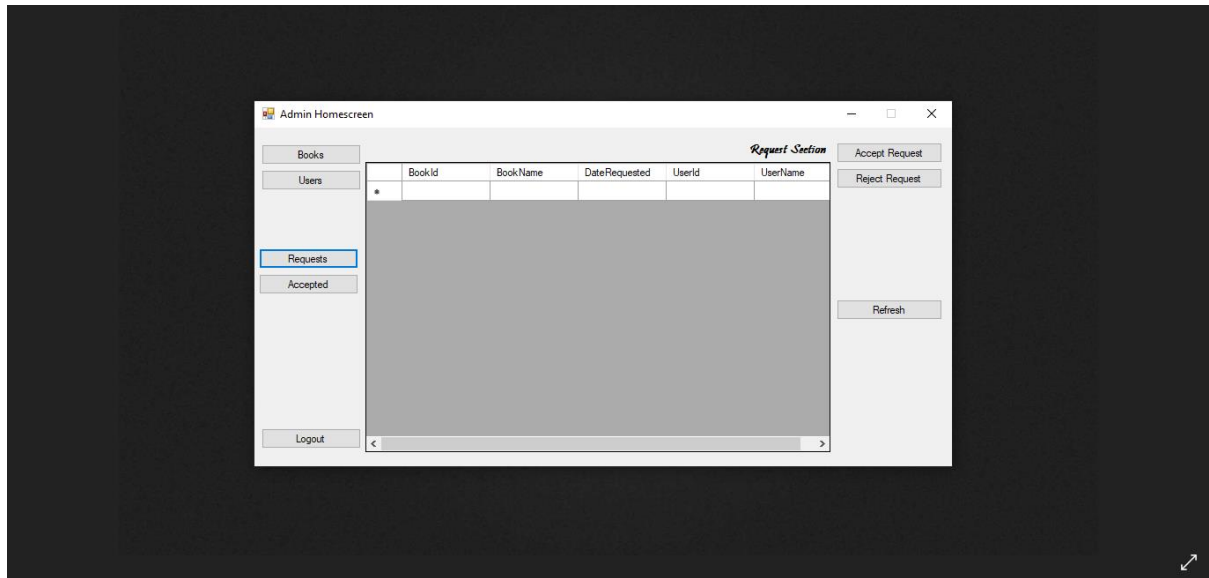 Admin Homescreen
Request Section
Books
Users
Requests
Accepted
Logout
BookId BookName DateRequested UserId UserName
*
Accept Request
Reject Request
Refresh